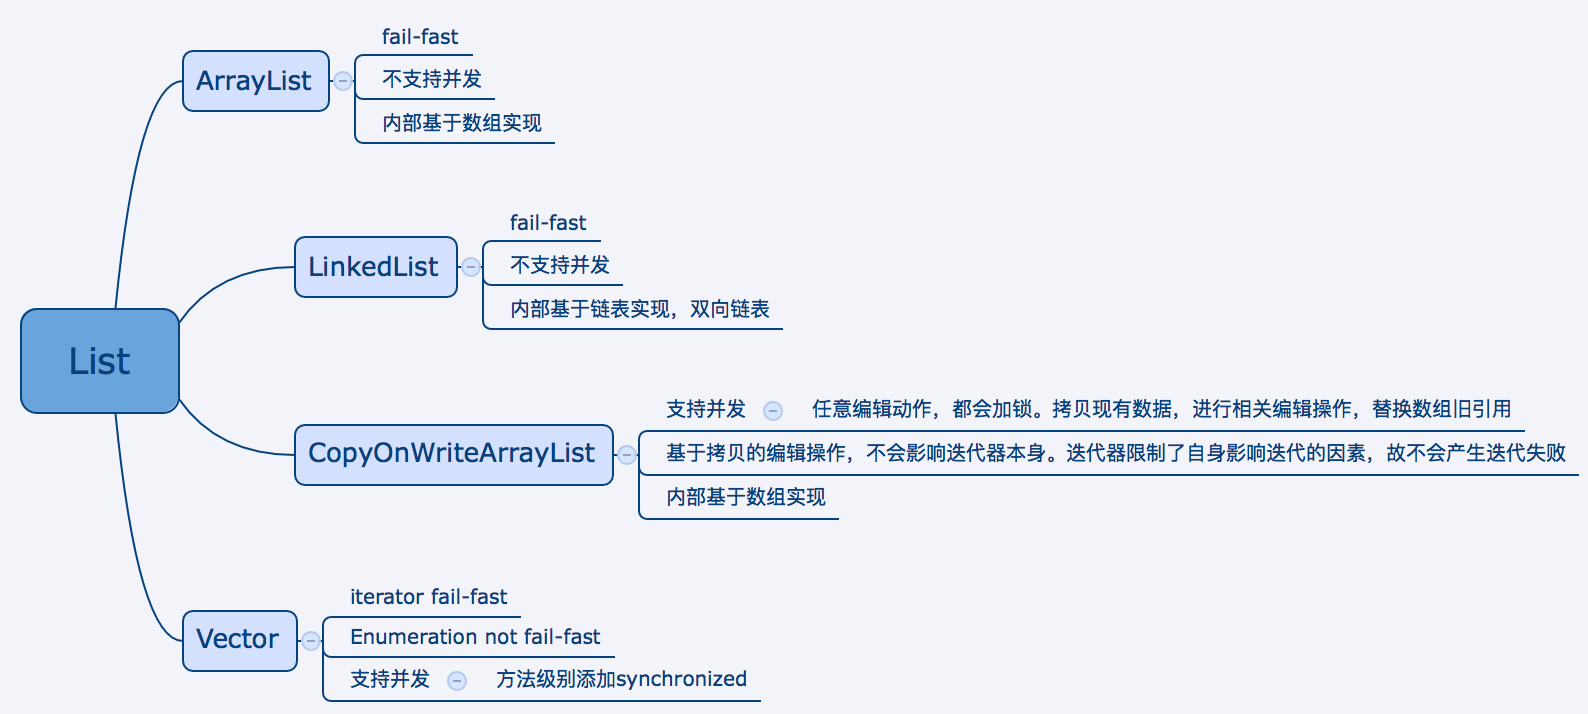 List
ArrayList
fail-fast
不支持并发
内部基于数组实现
LinkedList
fail-fast
不支持并发
内部基于链表实现，双向链表
CopyOnWriteArrayList
支持并发 任意编辑动作，都会加锁。拷贝现有数据，进行相关编辑操作，替换数组旧引用
基于拷贝的编辑操作，不会影响迭代器本身。迭代器限制了自身影响迭代的因素，故不会产生迭代失败
内部基于数组实现
Vector
iterator fail-fast
Enumeration not fail-fast
支持并发 方法级别添加synchronized